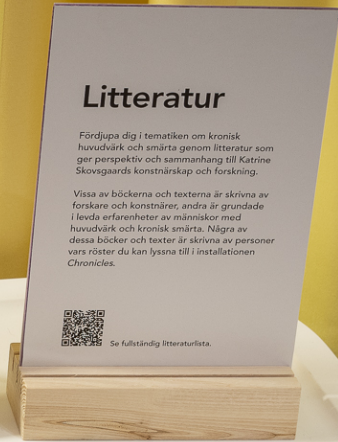 Litteratur
Fördjupa dig i tematiken om kronisk
huvudvärk och smärta genom litteratur som
ger perspektiv och sammanhang till Katrine
Skovsgaards konstnärskap och forskning.
Vissa av böckerna och texterna är skrivna av
forskare och konstnärer, andra är grundade
i levda erfarenheter av människor med
huvudvärk och kronisk smärta. Några av
dessa böcker och texter är skrivna av personer
vars röster du kan lyssna till i installationen
Chronicles.
Se fullständig litteraturlista.